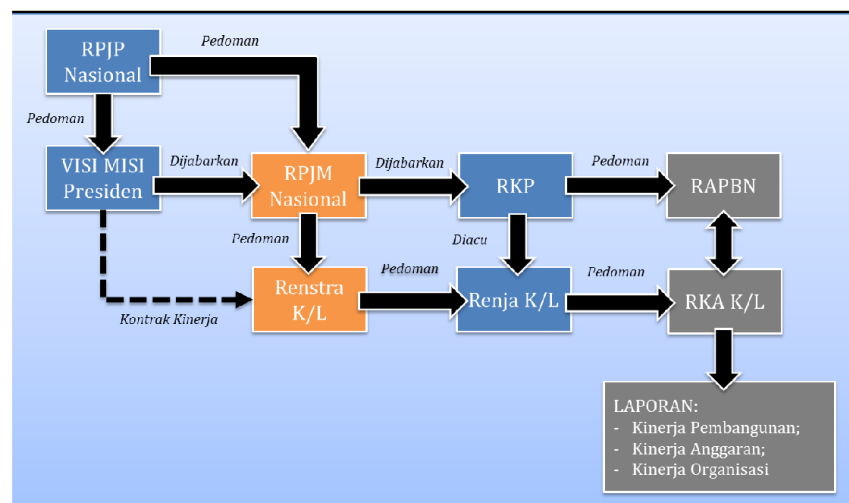 RPJP
Nasional
Pedoman
Pedoman
VISI MISI
Presiden
Dijabarkan
RPJM
Nasional
Dijabarkan
RKP
Pedoman
RAPBN
Pedoman
Diacu
Renstra
K/L
Pedoman
Renja K/L
Pedoman
RKA K/L
Kontrak Kinerja
LAPORAN:
- Kinerja Pembangunan;
- Kinerja Anggaran;
- Kinerja Organisasi